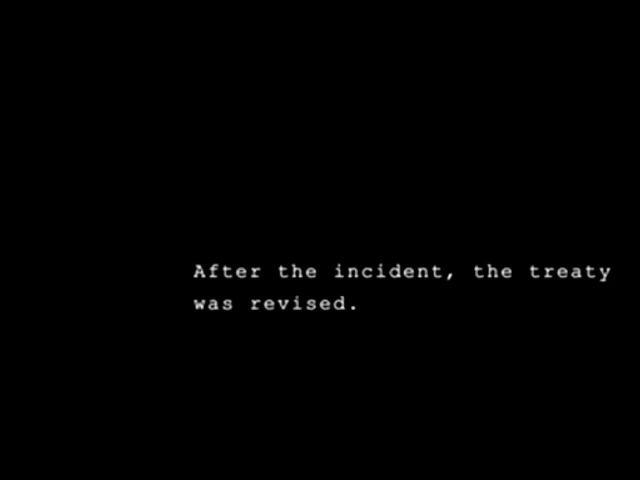 After the incident, the treaty
was revised.